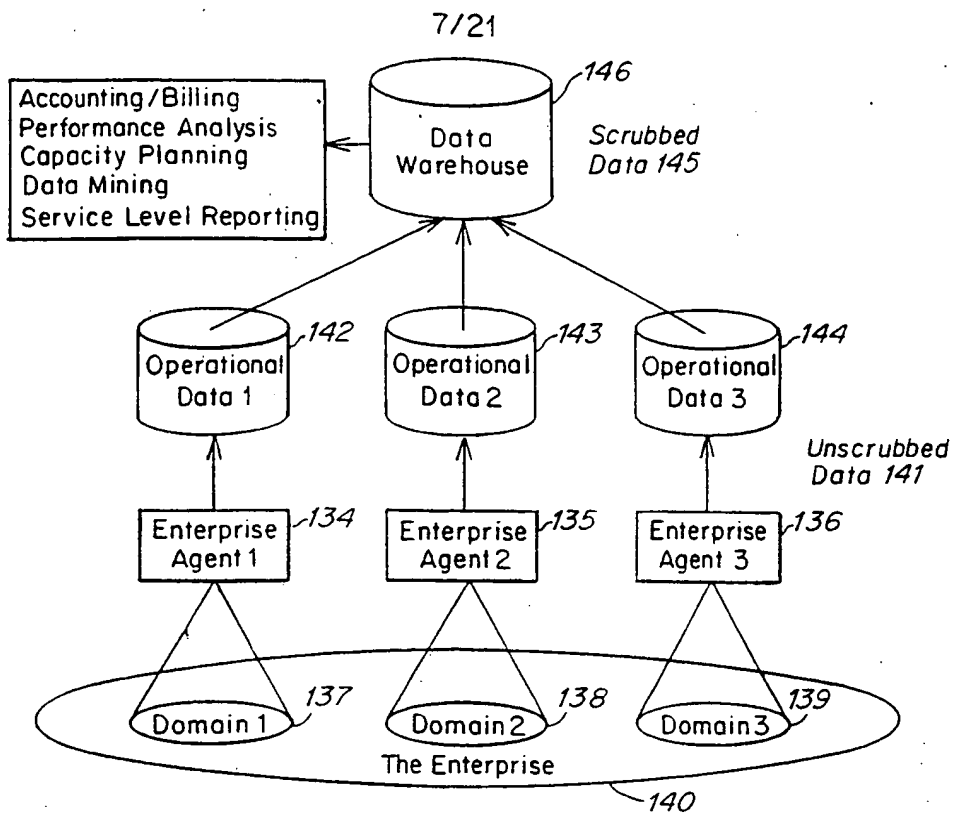 7/21
146
Accounting/Billing
Performance Analysis
Capacity Planning
Data Mining
Service Level Reporting
Data
Warehouse
Scrubbed
Data 145
142
Operational
Data 1
143
Operational
Data 2
144
Operational
Data 3
Unscrubbed
Data 141
134
Enterprise
Agent 1
135
Enterprise
Agent 2
136
Enterprise
Agent 3
137
Domain 1
138
Domain 2
139
Domain 3
The Enterprise
140